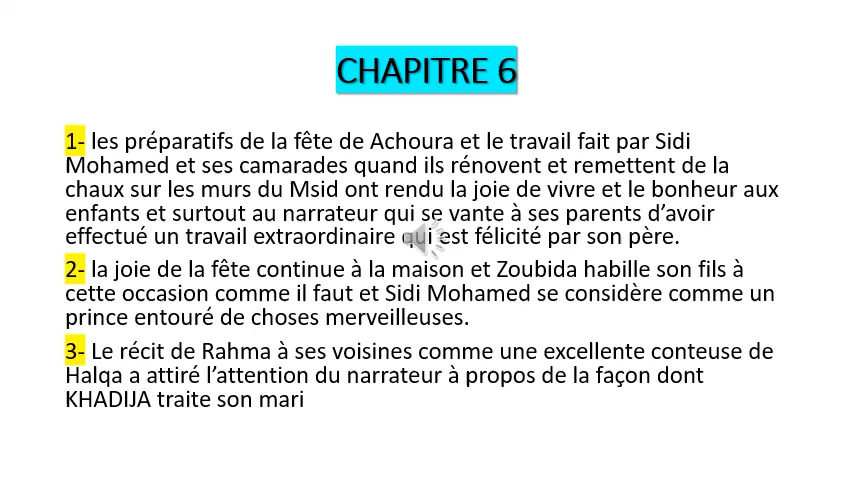 CHAPITRE 6
1- les préparatifs de la fête de Achoura et le travail fait par Sidi
Mohamed et ses camarades quand ils rénovent et remettent de la
chaux sur les murs du Msid ont rendu la joie de vivre et le bonheur aux
enfants et surtout au narrateur qui se vante à ses parents d’avoir
effectué un travail extraordinaire qui est félicité par son père.
2- la joie de la fête continue à la maison et Zoubida habille son fils à
cette occasion comme il faut et Sidi Mohamed se considère comme un
prince entouré de choses merveilleuses.
3- Le récit de Rahma à ses voisines comme une excellente conteuse de
Halqa a attiré l’attention du narrateur à propos de la façon dont
KHADIJA traite son mari